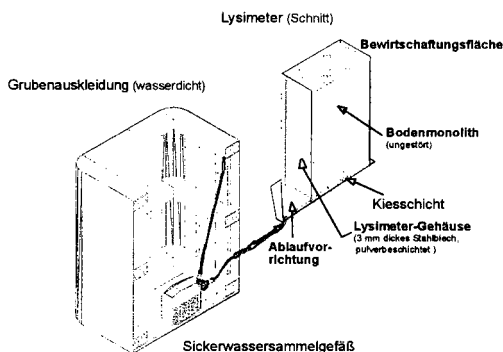 Lysimeter (Schnitt)
Bewirtschaftungsfläche
Grubenauskleidung (wasserdicht)
Bodenmonolith
(ungestört)
Kiesschicht
Lysimeter-Gehäuse
(3 mm dickes Stahlblech,
pulverbeschichtet )
Ablaufvor-
richtung
Sickerwassersammelgefäß